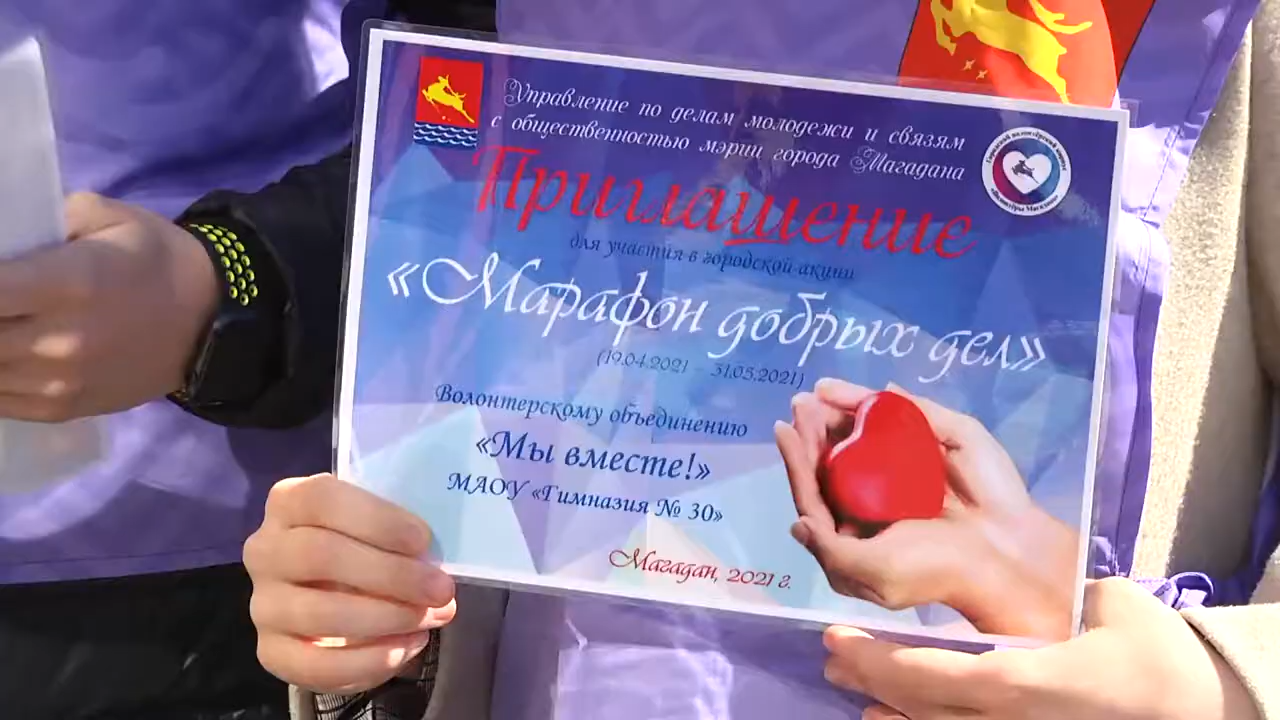 Управление по делам молодежи и связям
с общественностью мэрии города Магадана
Приглашение
для участия в городской акции
«Марафон добрых дел»
(19.04.2021 - 31.05.2021)
Волонтерскому объединению
«Мы вместе!»
МАОУ «Гимназия № 30»
Магадан, 2021 г.